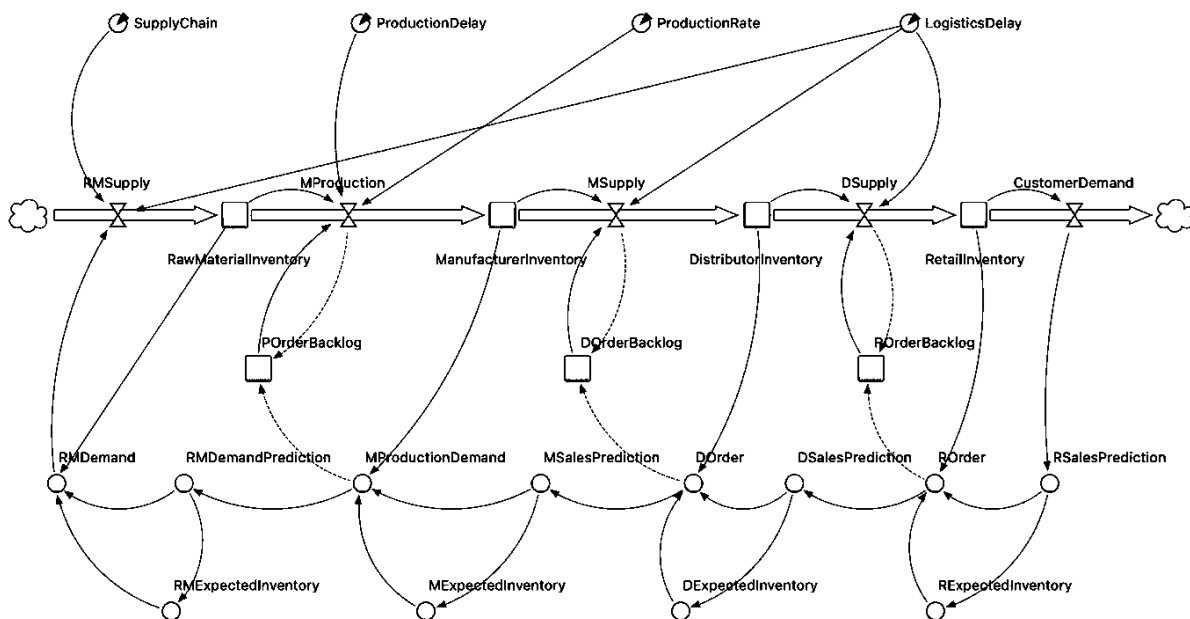 SupplyChain
ProductionDelay
ProductionRate
LogisticsDelay
RMSupply
MProduction
MSupply
DSupply
CustomerDemand
RawMaterialInventory
ManufacturerInventory
DistributorInventory
RetailInventory
POrderBacklog
DOrderBacklog
ROrderBacklog
RMDemand
RMDemandPrediction
MProductionDemand
MSalesPrediction
DOrder
DSalesPrediction
ROrder
RSalesPrediction
RMExpectedInventory
MExpectedInventory
DExpectedInventory
RExpectedInventory